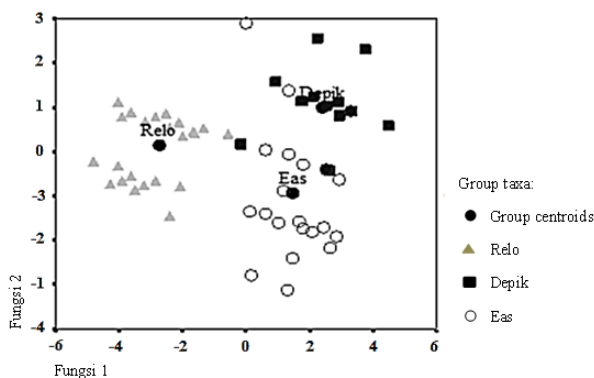 3
2
1
0
-3
-2
-1
-4
-6
-4
-2
0
2
4
6
Fungsi 2
Fungsi 1
Depik
Relo
Eas
Group taxa:
Group centroids
Relo
Depik
Eas